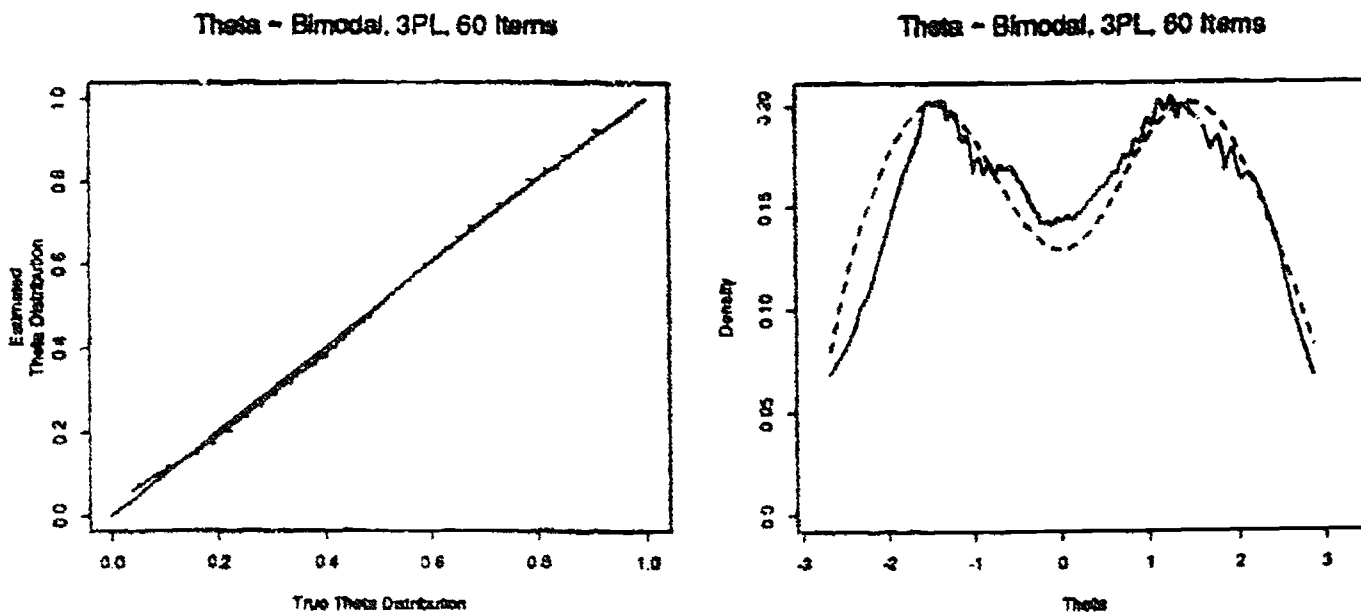 Theta ~ Bimodal, 3PL, 60 Items
1.0
0.8
0.6
0.4
0.2
0.0
Estimated
Theta Distribution
0.0 0.2 0.4 0.6 0.8 1.0
True Theta Distribution
Theta ~ Bimodal, 3PL, 60 Items
0.20
0.15
0.10
0.05
0.0
Density
-3 -2 -1 0 1 2 3
Theta